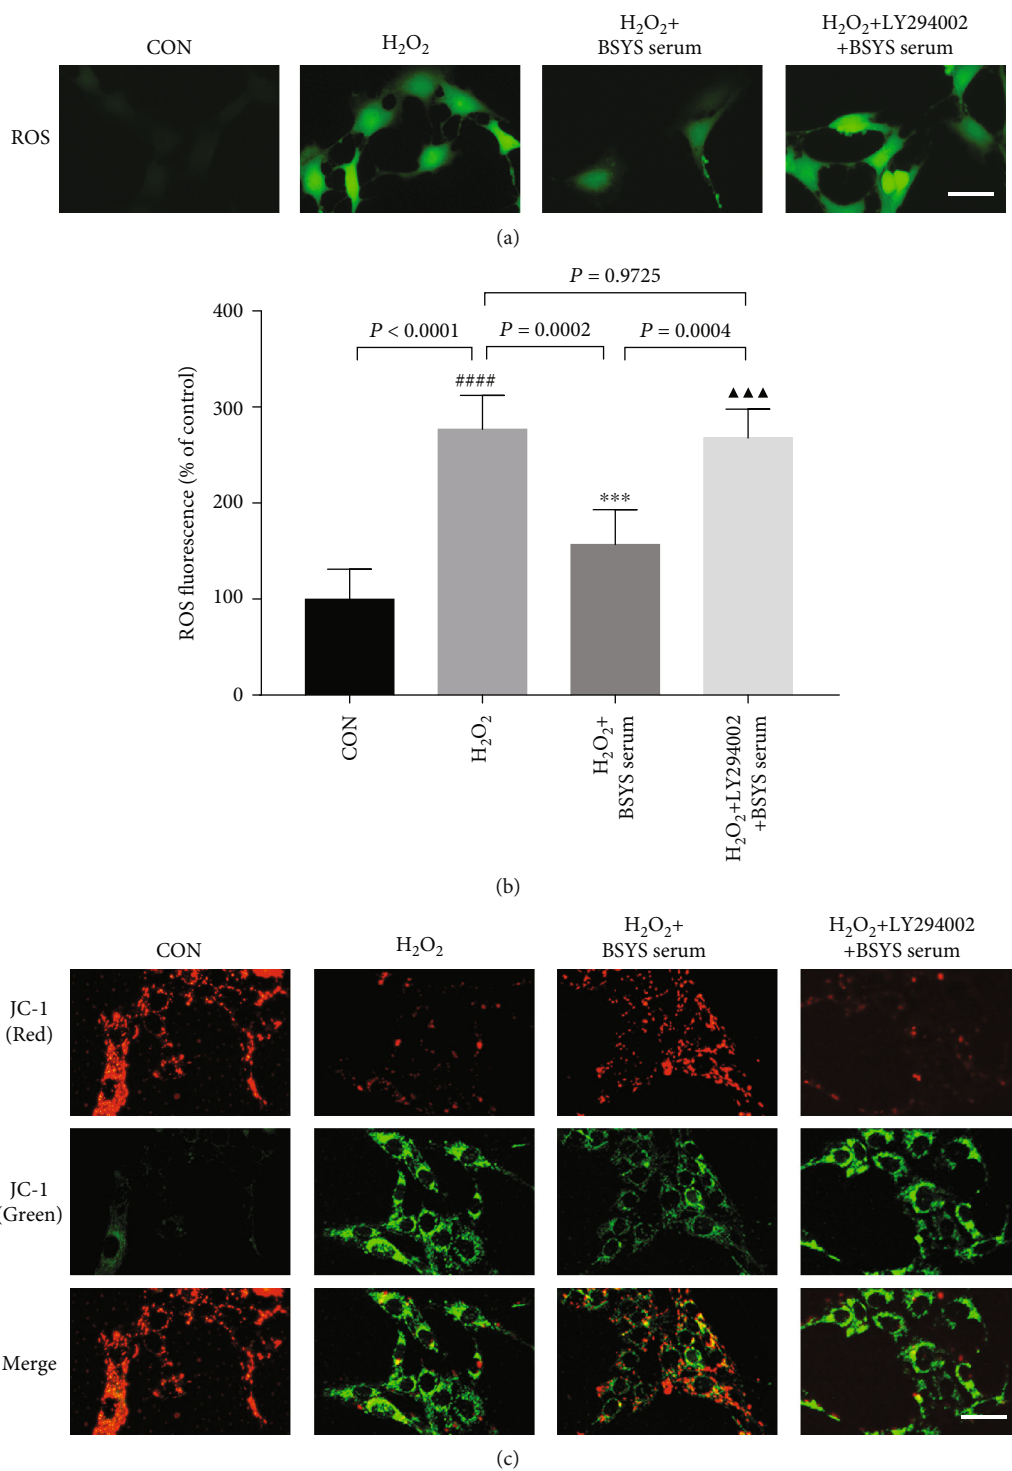 CON
H₂O₂
H₂O₂+
BSYS serum
H₂O₂+LY294002
+BSYS serum
ROS
(a)
P = 0.9725
P < 0.0001
P = 0.0002
P = 0.0004
####
***
▲▲▲
ROS fluorescence (% of control)
400
300
200
100
0
CON
H₂O₂
H₂O₂+
BSYS serum
H₂O₂+LY294002
+BSYS serum
(b)
CON
H₂O₂
H₂O₂+
BSYS serum
H₂O₂+LY294002
+BSYS serum
JC-1
(Red)
JC-1
(Green)
Merge
(c)